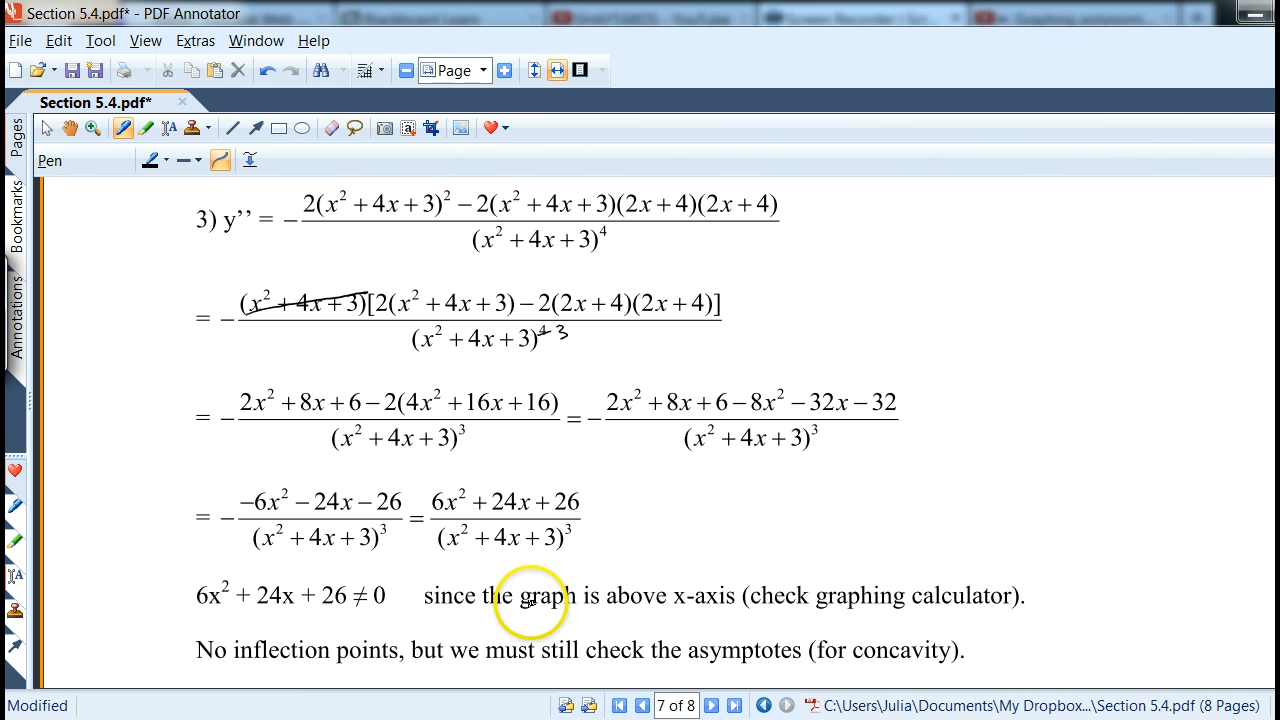 Section 5.4.pdf* - PDF Annotator
File Edit Tool View Extras Window Help
Page
Section 5.4.pdf* ×
Pen
Pages
Bookmarks
Annotations
3) y’’ = −(2(x² + 4x + 3)² − 2(x² + 4x + 3)(2x + 4)(2x + 4))/(x² + 4x + 3)⁴
= −((x² + 4x + 3)[2(x² + 4x + 3) − 2(2x + 4)(2x + 4)])/(x² + 4x + 3)⁴ 3
= −(2x² + 8x + 6 − 2(4x² + 16x + 16))/(x² + 4x + 3)³ = −(2x² + 8x + 6 − 8x² − 32x − 32)/(x² + 4x + 3)³
= −(−6x² − 24x − 26)/(x² + 4x + 3)³ = (6x² + 24x + 26)/(x² + 4x + 3)³
6x² + 24x + 26 ≠ 0 since the graph is above x-axis (check graphing calculator).
No inflection points, but we must still check the asymptotes (for concavity).
Modified 7 of 8 C:\Users\Julia\Documents\My Dropbox...\Section 5.4.pdf (8 Pages)